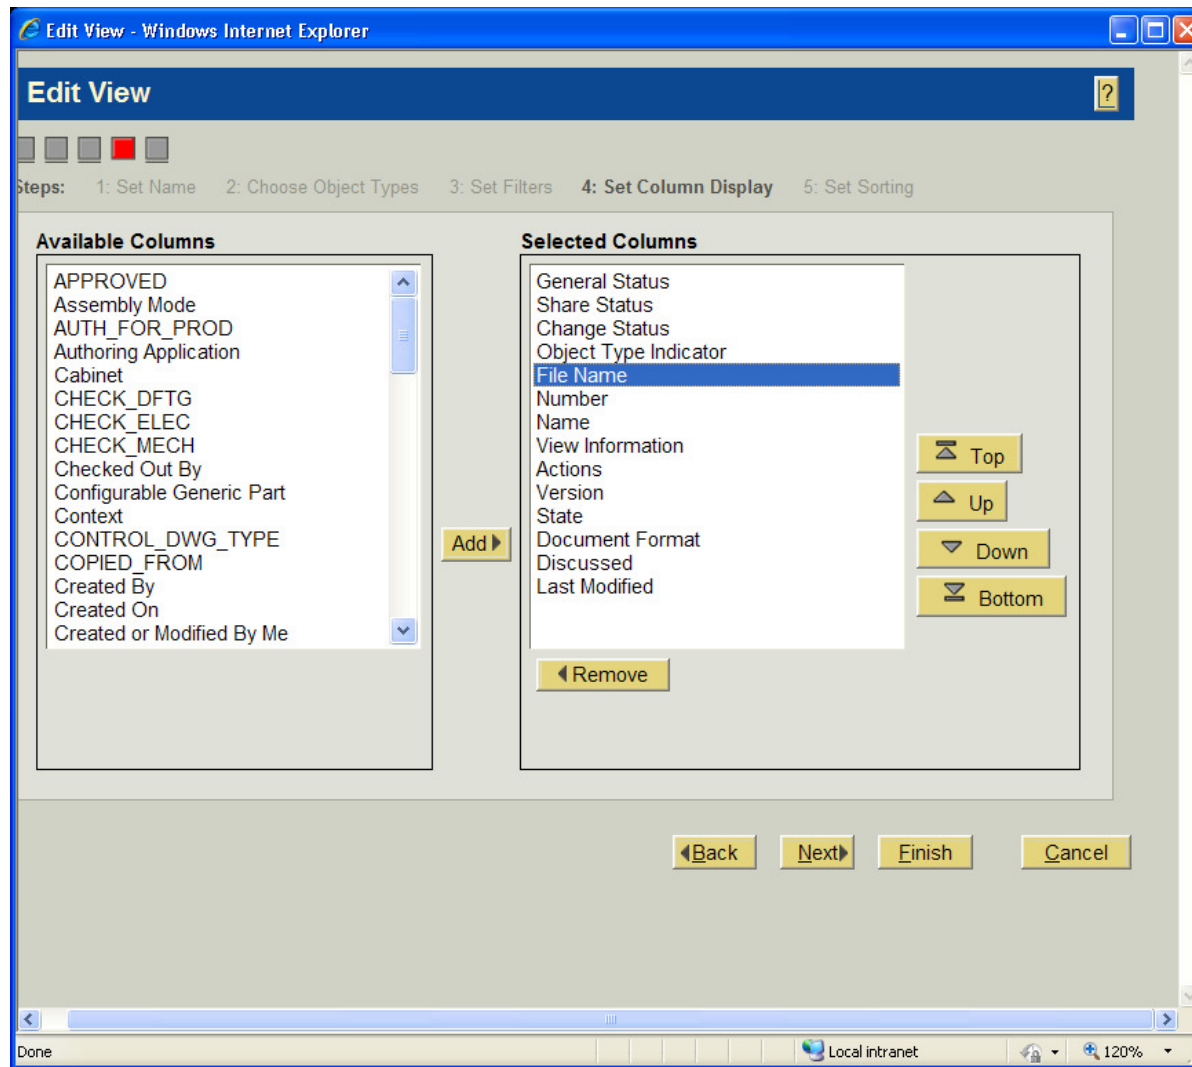 Edit View - Windows Internet Explorer
Edit View
?
Steps: 1: Set Name 2: Choose Object Types 3: Set Filters 4: Set Column Display 5: Set Sorting
Available Columns
APPROVED
Assembly Mode
AUTH_FOR_PROD
Authoring Application
Cabinet
CHECK_DFTG
CHECK_ELEC
CHECK_MECH
Checked Out By
Configurable Generic Part
Context
CONTROL_DWG_TYPE
COPIED_FROM
Created By
Created On
Created or Modified By Me
Add
Selected Columns
General Status
Share Status
Change Status
Object Type Indicator
File Name
Number
Name
View Information
Actions
Version
State
Document Format
Discussed
Last Modified
Top
Up
Down
Bottom
Remove
Back Next Finish Cancel
Done Local intranet 120%